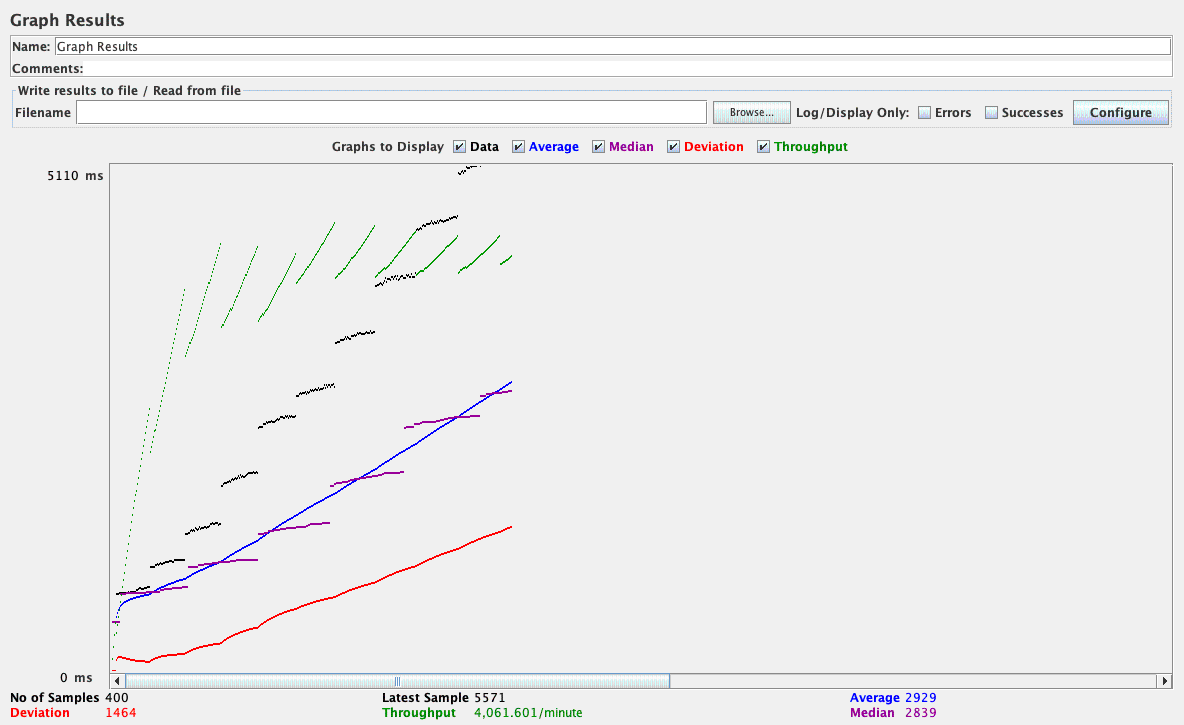 Graph Results
Name: Graph Results
Comments:
Write results to file / Read from file
Filename Browse... Log/Display Only: Errors Successes Configure
Graphs to Display Data Average Median Deviation Throughput
5110 ms
0 ms
No of Samples 400 Latest Sample 5571 Average 2929
Deviation 1464 Throughput 4,061.601/minute Median 2839